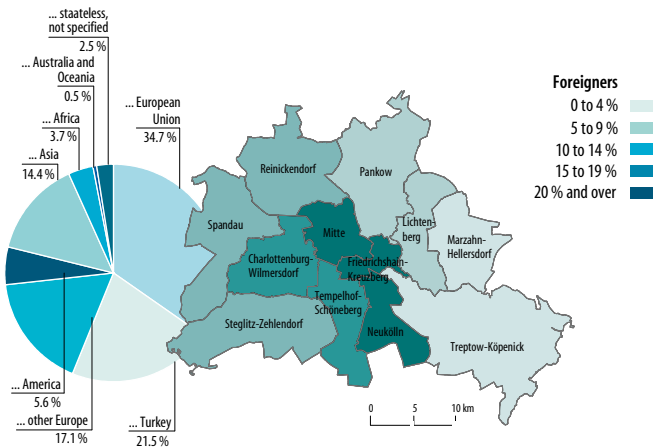 ... stateless,
not specified
2.5 %
... Australia and
Oceania
0.5 %
... Africa
3.7 %
... Asia
14.4 %
... European
Union
34.7 %
... America
5.6 %
... other Europe
17.1 %
... Turkey
21.5 %
Reinickendorf
Pankow
Spandau
Mitte
Lichten-
berg
Marzahn-
Hellersdorf
Charlottenburg-
Wilmersdorf
Friedrichshain-
Kreuzberg
Tempelhof-
Schöneberg
Steglitz-Zehlendorf
Neukölln
Treptow-Köpenick
0 5 10 km
Foreigners
0 to 4 %
5 to 9 %
10 to 14 %
15 to 19 %
20 % and over